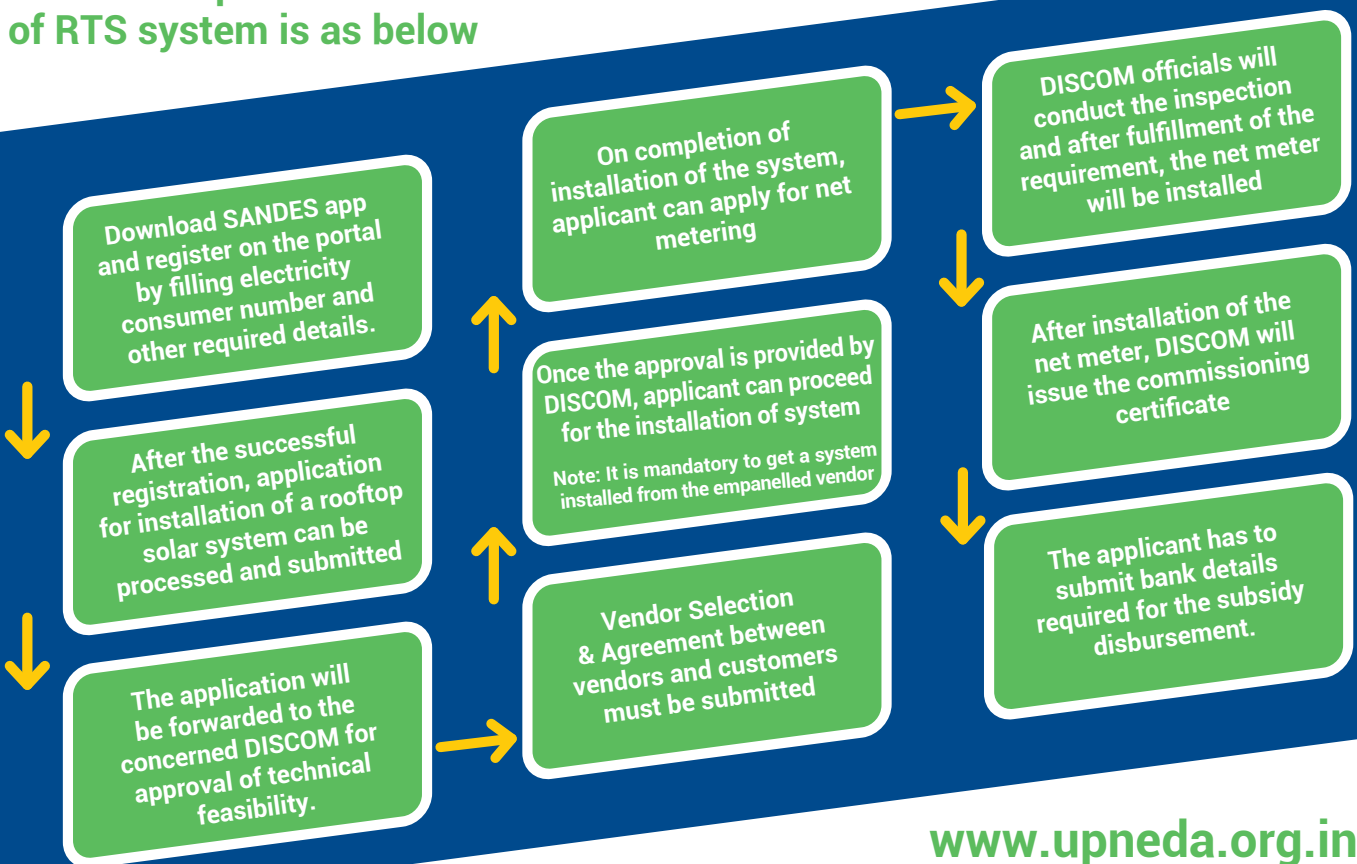 of RTS system is as below
Download SANDES app
and register on the portal
by filling electricity
consumer number and
other required details.
After the successful
registration, application
for installation of a rooftop
solar system can be
processed and submitted
The application will
be forwarded to the
concerned DISCOM for
approval of technical
feasibility.
Vendor Selection
& Agreement between
vendors and customers
must be submitted
Once the approval is provided by
DISCOM, applicant can proceed
for the installation of system
Note: It is mandatory to get a system
installed from the empanelled vendor
On completion of
installation of the system,
applicant can apply for net
metering
DISCOM officials will
conduct the inspection
and after fulfillment of the
requirement, the net meter
will be installed
After installation of the
net meter, DISCOM will
issue the commissioning
certificate
The applicant has to
submit bank details
required for the subsidy
disbursement.
www.upneda.org.in